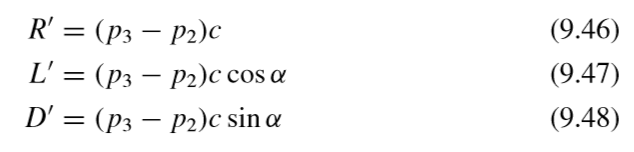 R′ = (p₃ − p₂)c (9.46)
L′ = (p₃ − p₂)c cos α (9.47)
D′ = (p₃ − p₂)c sin α (9.48)